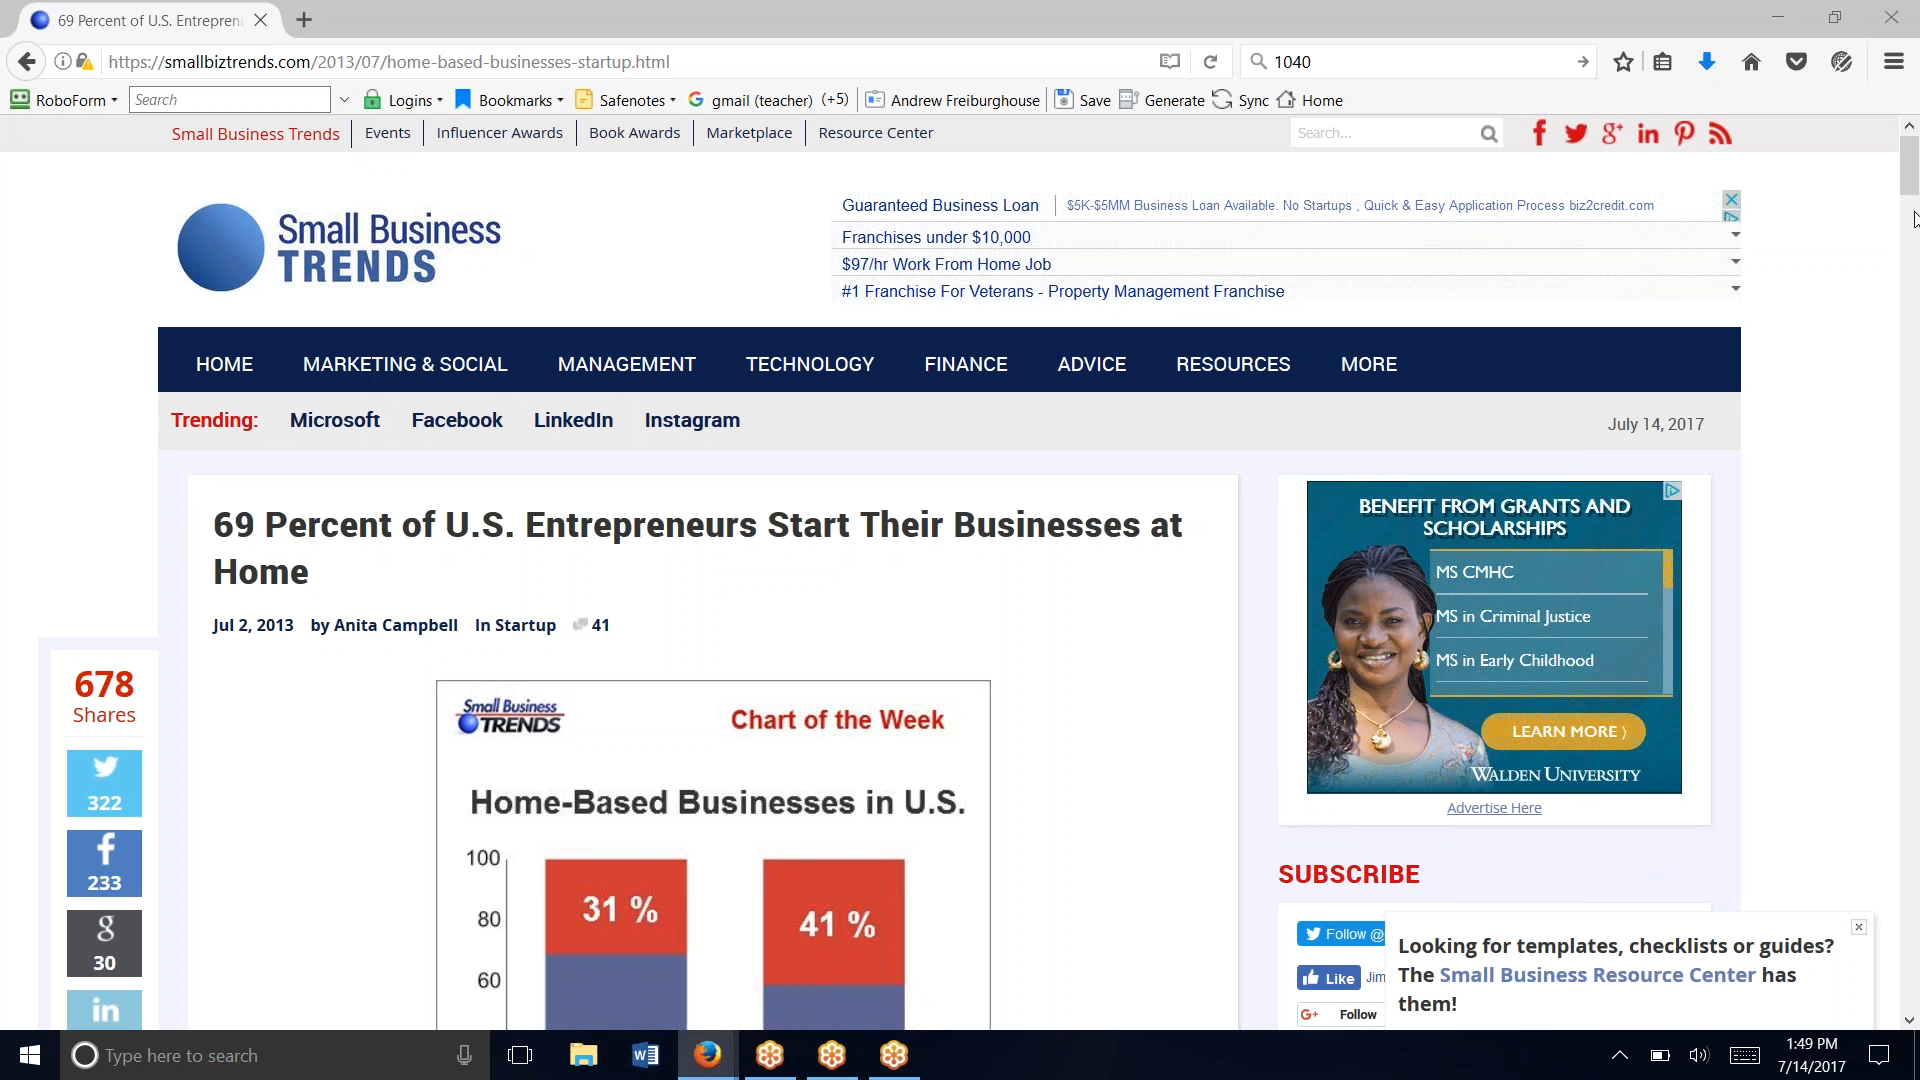 69 Percent of U.S. Entrepren
https://smallbiztrends.com/2013/07/home-based-businesses-startup.html
1040
RoboForm Search Logins Bookmarks Safenotes gmail (teacher) (+5) Andrew Freiburghouse Save Generate Sync Home
Small Business Trends Events Influencer Awards Book Awards Marketplace Resource Center Search...
Small Business
TRENDS
Guaranteed Business Loan $5K-$5MM Business Loan Available. No Startups , Quick & Easy Application Process biz2credit.com
Franchises under $10,000
$97/hr Work From Home Job
#1 Franchise For Veterans - Property Management Franchise
HOME MARKETING & SOCIAL MANAGEMENT TECHNOLOGY FINANCE ADVICE RESOURCES MORE
Trending: Microsoft Facebook LinkedIn Instagram July 14, 2017
69 Percent of U.S. Entrepreneurs Start Their Businesses at
Home
Jul 2, 2013 by Anita Campbell In Startup 41
678
Shares
322
233
30
Small Business
TRENDS
Chart of the Week
Home-Based Businesses in U.S.
100
80
60
31 %
41 %
BENEFIT FROM GRANTS AND
SCHOLARSHIPS
MS CMHC
MS in Criminal Justice
MS in Early Childhood
LEARN MORE
WALDEN UNIVERSITY
Advertise Here
SUBSCRIBE
Follow @
Like Jim
Follow
Looking for templates, checklists or guides?
The Small Business Resource Center has
them!
Type here to search
1:49 PM
7/14/2017